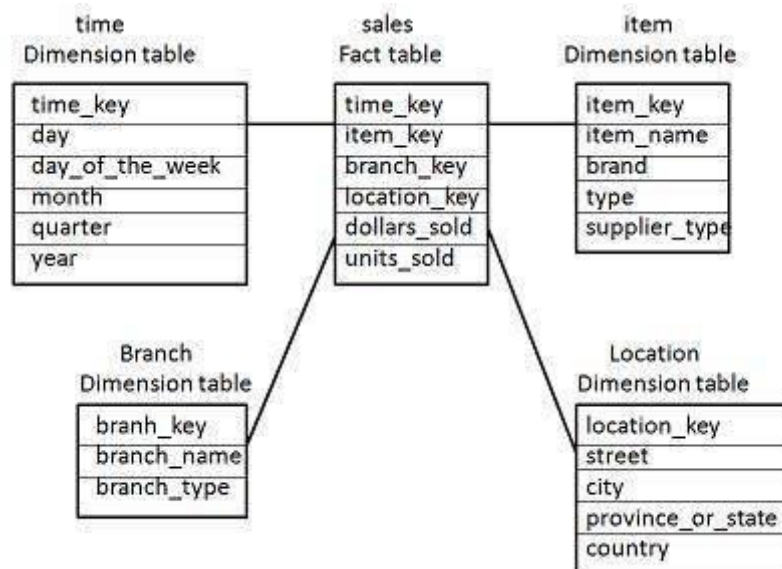 time
Dimension table
time_key
day
day_of_the_week
month
quarter
year
sales
Fact table
time_key
item_key
branch_key
location_key
dollars_sold
units_sold
item
Dimension table
item_key
item_name
brand
type
supplier_type
Branch
Dimension table
branh_key
branch_name
branch_type
Location
Dimension table
location_key
street
city
province_or_state
country